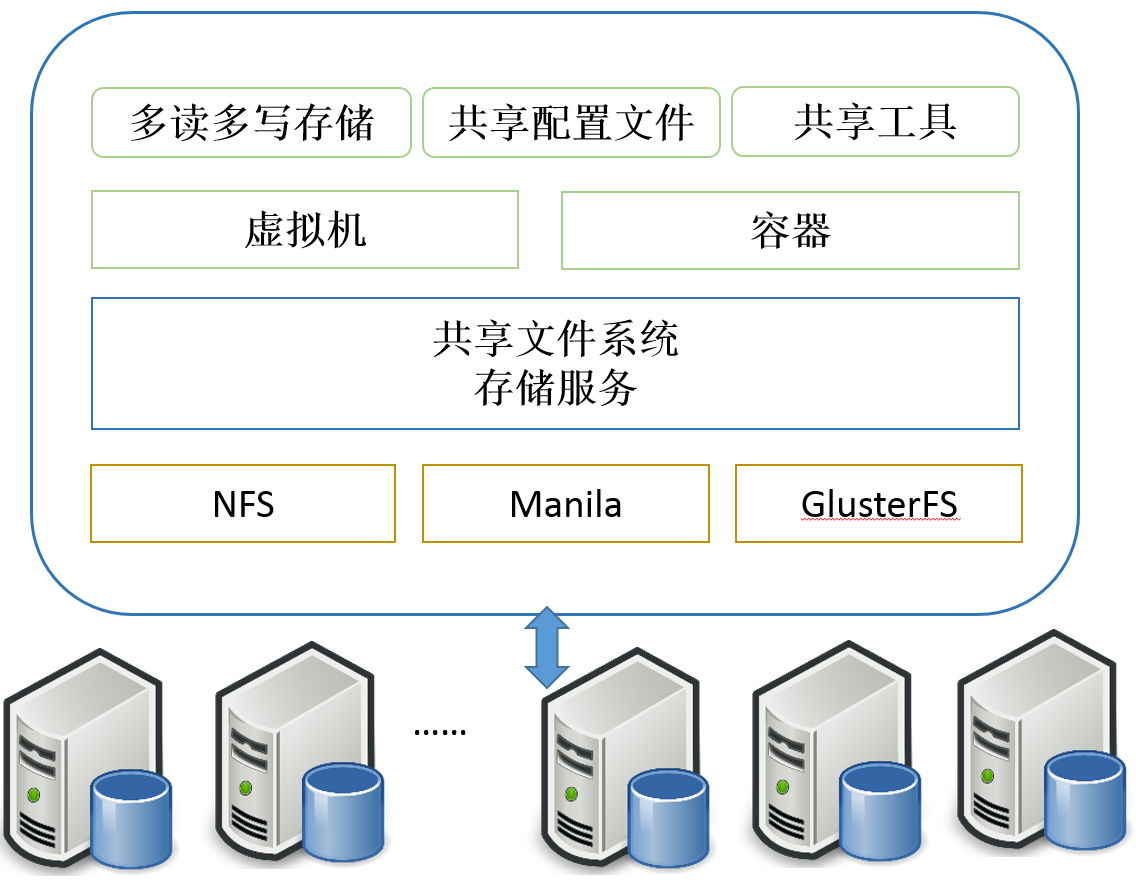 多读多写存储
共享配置文件
共享工具
虚拟机
容器
共享文件系统
存储服务
NFS
Manila
GlusterFS
......